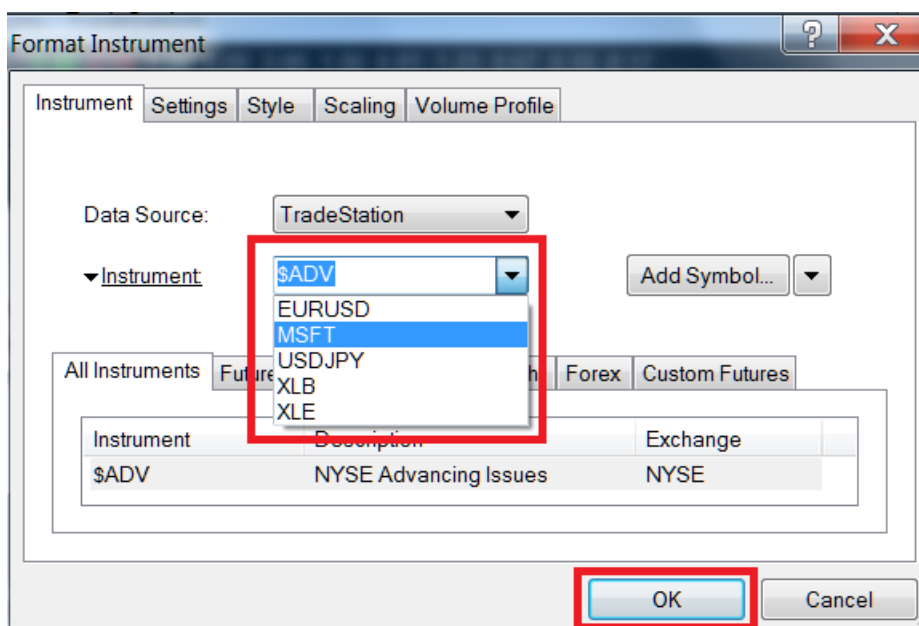 Format Instrument
Instrument Settings Style Scaling Volume Profile
Data Source: TradeStation
Instrument: $ADV Add Symbol...
EURUSD
MSFT
USDJPY
XLB
XLE
All Instruments Forex Custom Futures
Instrument Description Exchange
$ADV NYSE Advancing Issues NYSE
OK Cancel